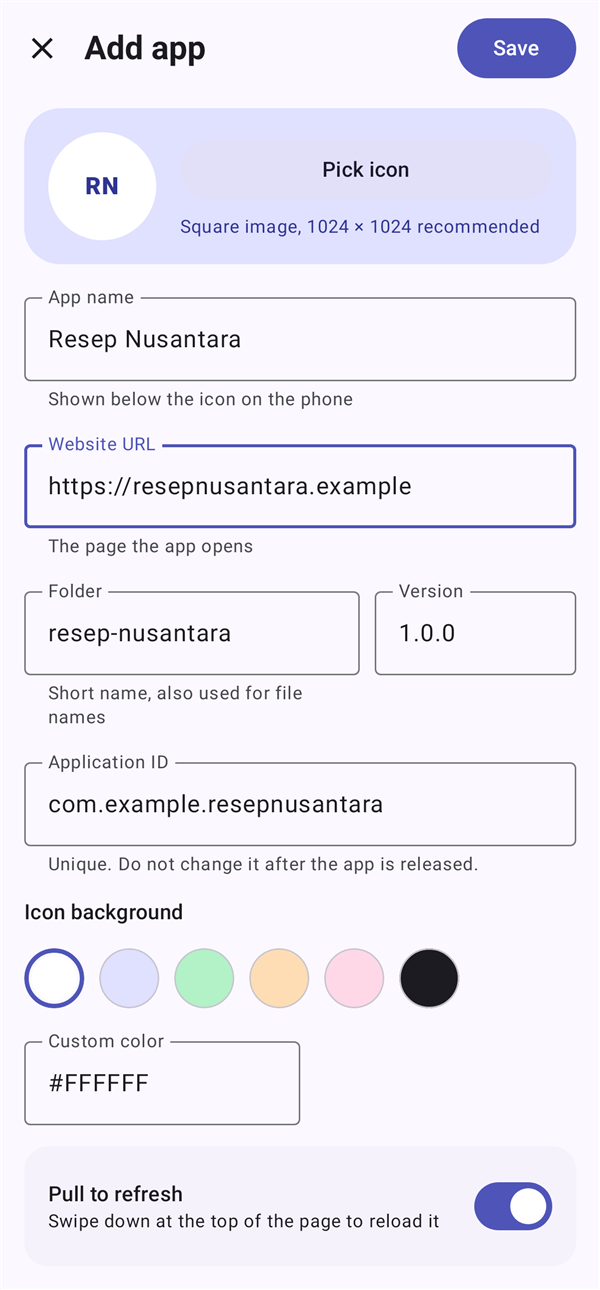 Add app
Save
RN
Pick icon
Square image, 1024 × 1024 recommended
App name
Resep Nusantara
Shown below the icon on the phone
Website URL
https://resepnusantara.example
The page the app opens
Folder
resep-nusantara
Short name, also used for file
names
Version
1.0.0
Application ID
com.example.resepnusantara
Unique. Do not change it after the app is released.
Icon background
Custom color
#FFFFFF
Pull to refresh
Swipe down at the top of the page to reload it